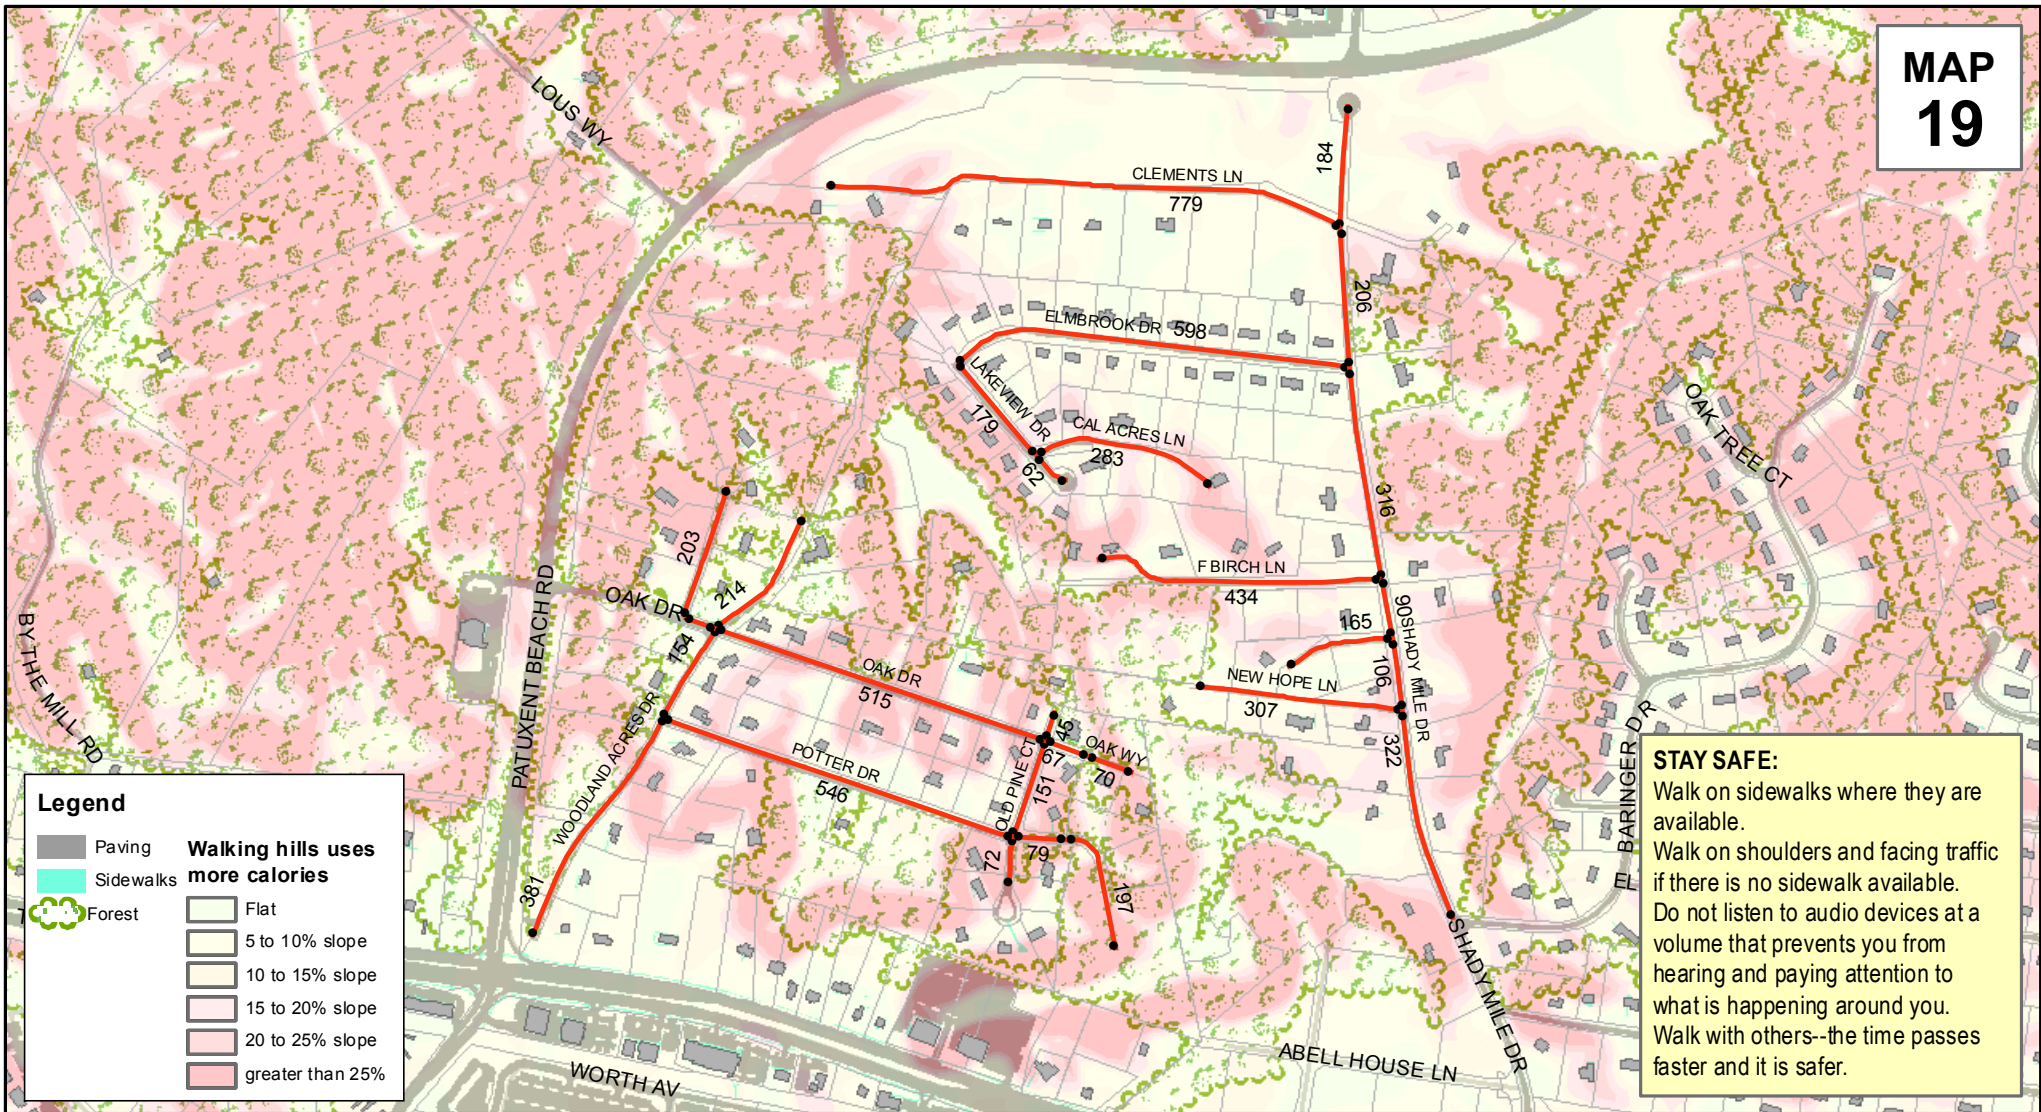 MAP
19
LOUS WY
CLEMENTS LN
779
184
206
ELMBROOK DR
598
LAKEVIEW DR
179
CAL ACRES LN
283
62
316
OAK TREE CT
203
214
OAK DR
154
F BIRCH LN
434
90
SHADY MILE DR
165
106
NEW HOPE LN
307
322
BY THE MILL RD
PATUXENT BEACH RD
OAK DR
515
45
OAK WY
67
70
OLD PINE CT
151
POTTER DR
546
WOODLAND ACRES DR
381
72
79
197
BARINGER DR
EL
SHADY MILE DR
ABELL HOUSE LN
WORTH AV
Legend
Paving
Sidewalks
Forest
Walking hills uses
more calories
Flat
5 to 10% slope
10 to 15% slope
15 to 20% slope
20 to 25% slope
greater than 25%
STAY SAFE:
Walk on sidewalks where they are
available.
Walk on shoulders and facing traffic
if there is no sidewalk available.
Do not listen to audio devices at a
volume that prevents you from
hearing and paying attention to
what is happening around you.
Walk with others--the time passes
faster and it is safer.